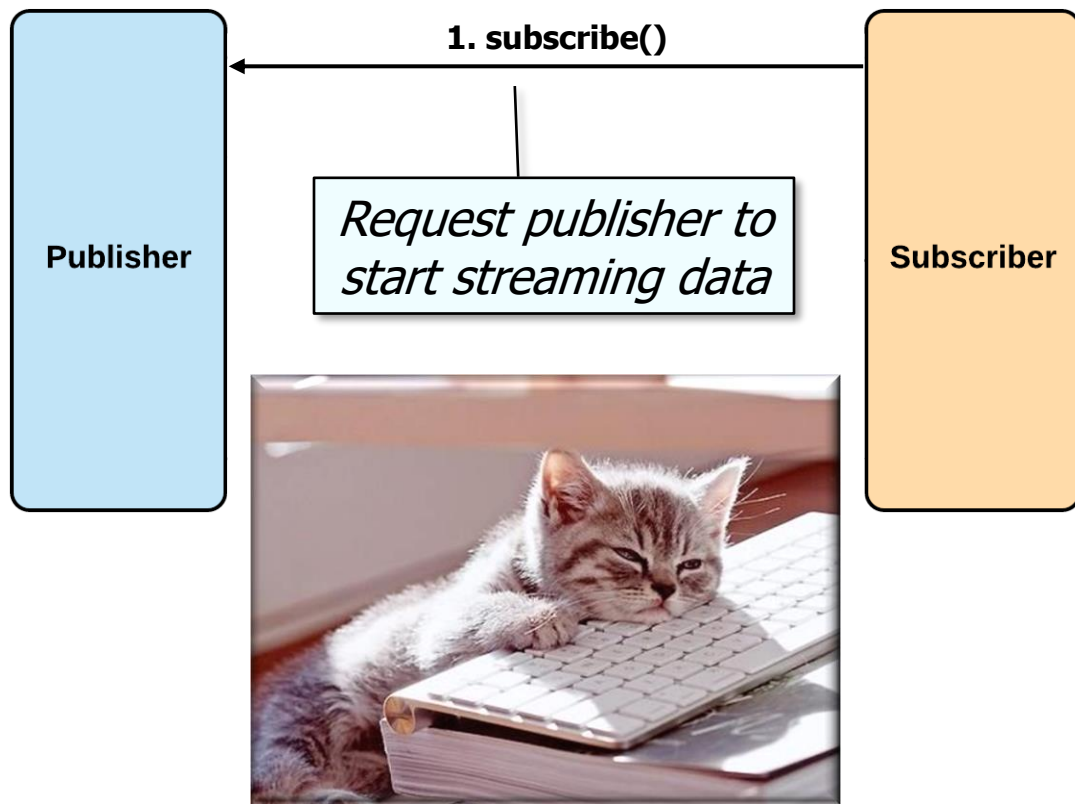 1. subscribe()
Request publisher to
start streaming data
Publisher
Subscriber